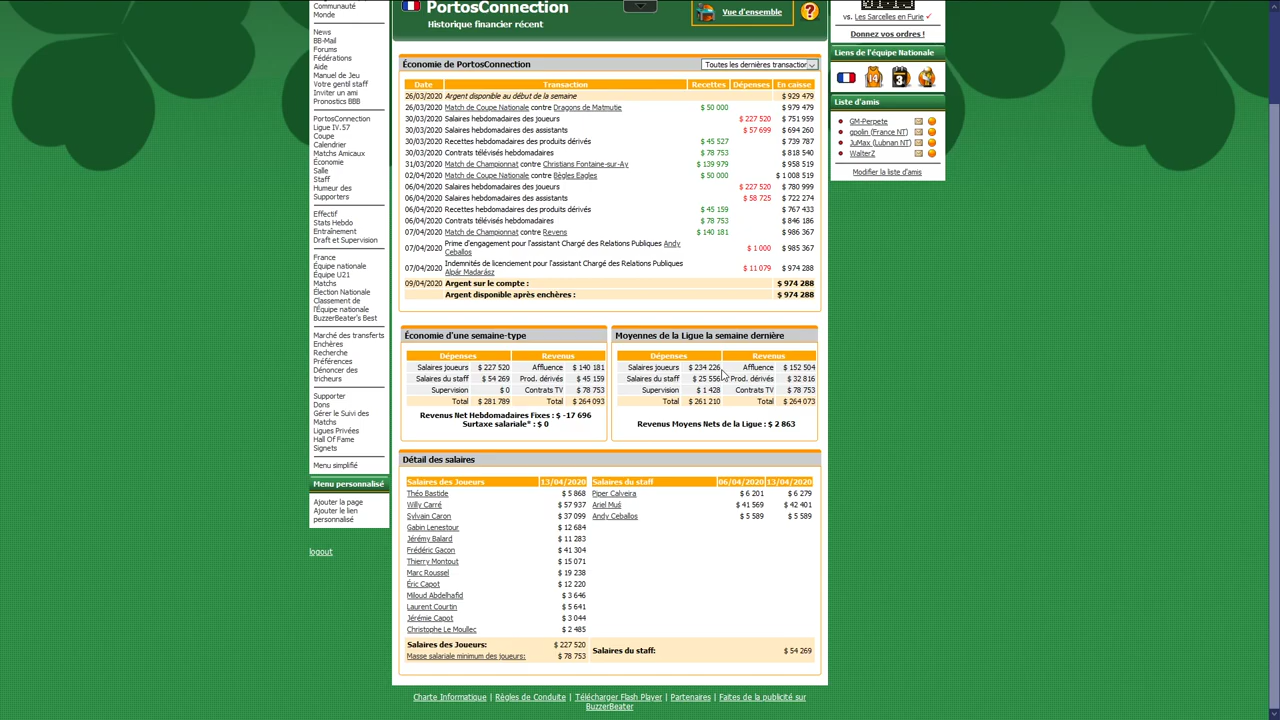 Communauté
Monde
News
BB-Mail
Forums
Fédérations
Aide
Manuel de Jeu
Votre gentil staff
Inviter un ami
Pronostics BBB
PortosConnection
Ligue IV.57
Coupe
Calendrier
Matchs Amicaux
Économie
Salle
Staff
Humeur des
Supporters
Effectif
Stats Hebdo
Entraînement
Draft et Supervision
France
Équipe nationale
Équipe U21
Matchs
Élection Nationale
Classement de
l'Équipe nationale
BuzzerBeater's Best
Marché des transferts
Enchères
Recherche
Préférences
Dénoncer des
tricheurs
Supporter
Dons
Gérer le Suivi des
Matchs
Ligues Privées
Hall Of Fame
Signets
Menu simplifié
Menu personnalisé
Ajouter la page
Ajouter le lien
personnalisé
logout
PortosConnection
Historique financier récent
Vue d'ensemble
?
Économie de PortosConnection
Toutes les dernières transaction
Date Transaction Recettes Dépenses En caisse
26/03/2020 Argent disponible au début de la semaine $ 929 479
26/03/2020 Match de Coupe Nationale contre Dragons de Matmutie $ 50 000 $ 979 479
30/03/2020 Salaires hebdomadaires des joueurs $ 227 520 $ 751 959
30/03/2020 Salaires hebdomadaires des assistants $ 57 699 $ 694 260
30/03/2020 Recettes hebdomadaires des produits dérivés $ 45 527 $ 739 787
30/03/2020 Contrats télévisés hebdomadaires $ 78 753 $ 818 540
31/03/2020 Match de Championnat contre Christians Fontaine-sur-Ay $ 139 979 $ 958 519
02/04/2020 Match de Coupe Nationale contre Bègles Eagles $ 50 000 $ 1 008 519
06/04/2020 Salaires hebdomadaires des joueurs $ 227 520 $ 780 999
06/04/2020 Salaires hebdomadaires des assistants $ 58 725 $ 722 274
06/04/2020 Recettes hebdomadaires des produits dérivés $ 45 159 $ 767 433
06/04/2020 Contrats télévisés hebdomadaires $ 78 753 $ 846 186
07/04/2020 Match de Championnat contre Revens $ 140 181 $ 986 367
07/04/2020 Prime d'engagement pour l'assistant Chargé des Relations Publiques Andy
Ceballos $ 1 000 $ 985 367
07/04/2020 Indemnités de licenciement pour l'assistant Chargé des Relations Publiques
Alpár Madarász $ 11 079 $ 974 288
09/04/2020 Argent sur le compte : $ 974 288
Argent disponible après enchères : $ 974 288
Économie d'une semaine-type
Dépenses Revenus
Salaires joueurs $ 227 520 Affluence $ 140 181
Salaires du staff $ 54 269 Prod. dérivés $ 45 159
Supervision $ 0 Contrats TV $ 78 753
Total $ 281 789 Total $ 264 093
Revenus Net Hebdomadaires Fixes : $ -17 696
Surtaxe salariale* : $ 0
Moyennes de la Ligue la semaine dernière
Dépenses Revenus
Salaires joueurs $ 234 226 Affluence $ 152 504
Salaires du staff $ 25 556 Prod. dérivés $ 32 816
Supervision $ 1 428 Contrats TV $ 78 753
Total $ 261 210 Total $ 264 073
Revenus Moyens Nets de la Ligue : $ 2 863
Détail des salaires
Salaires des Joueurs 13/04/2020
Théo Bastide $ 5 868
Willy Carré $ 57 937
Sylvain Caron $ 37 099
Gabin Lenestour $ 12 684
Jérémy Balard $ 11 283
Frédéric Gacon $ 41 304
Thierry Montout $ 15 071
Marc Roussel $ 19 238
Éric Capot $ 12 220
Miloud Abdelhafid $ 3 646
Laurent Courtin $ 5 641
Jérémie Capot $ 3 044
Christophe Le Moullec $ 2 485
Salaires des Joueurs: $ 227 520
Masse salariale minimum des joueurs: $ 78 753
Salaires du staff 06/04/2020 13/04/2020
Piper Calveira $ 6 201 $ 6 279
Ariel Muś $ 41 569 $ 42 401
Andy Ceballos $ 5 589 $ 5 589
Salaires du staff: $ 54 269
Charte Informatique | Règles de Conduite | Télécharger Flash Player | Partenaires | Faites de la publicité sur
BuzzerBeater
vs. Les Sarcelles en Furie
Donnez vos ordres !
Liens de l'équipe Nationale
14
3
Liste d'amis
GM-Perpete
qpolin (France NT)
JuMax (Lubnan NT)
WalterZ
Modifier la liste d'amis